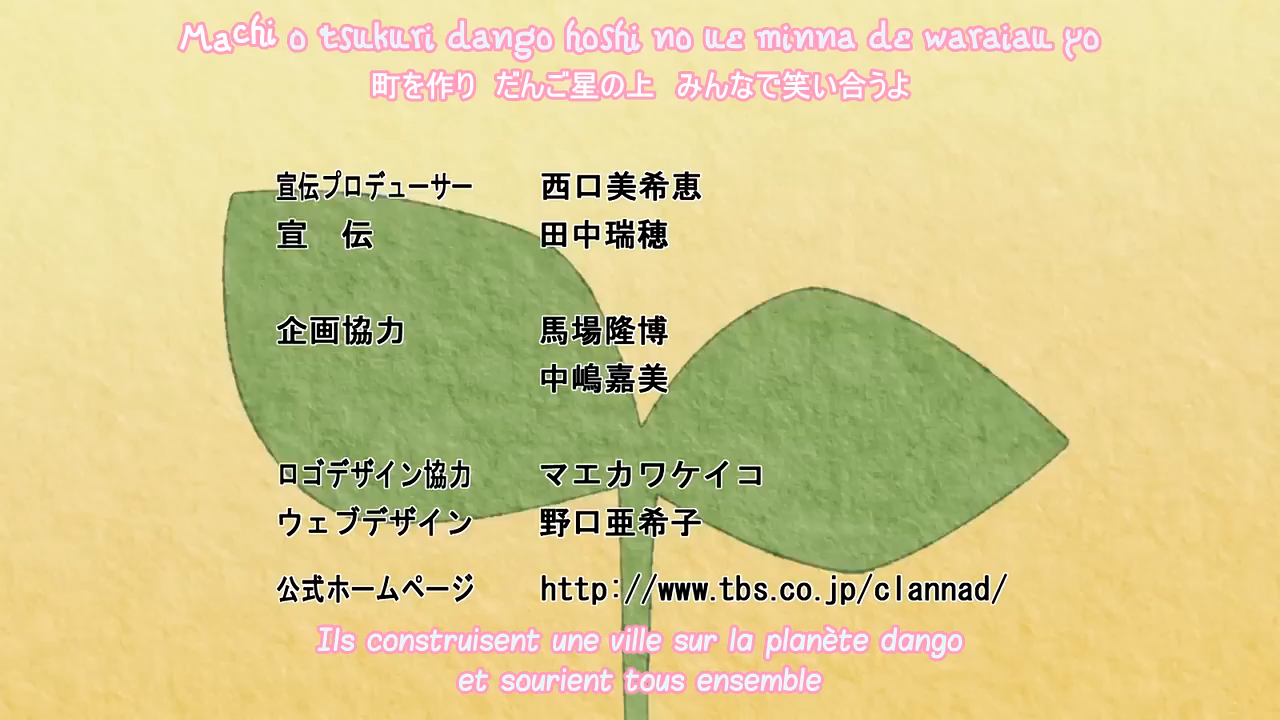 Machi o tsukuri dango hoshi no ue minna de waraiau yo
町を作り だんご星の上 みんなで笑い合うよ
宣伝プロデューサー 西口美希恵
宣 伝 田中瑞穂
企画協力 馬場隆博
中嶋嘉美
ロゴデザイン協力 マエカワケイコ
ウェブデザイン 野口亜希子
公式ホームページ http://www.tbs.co.jp/clannad/
Ils construisent une ville sur la planète dango
et sourient tous ensemble